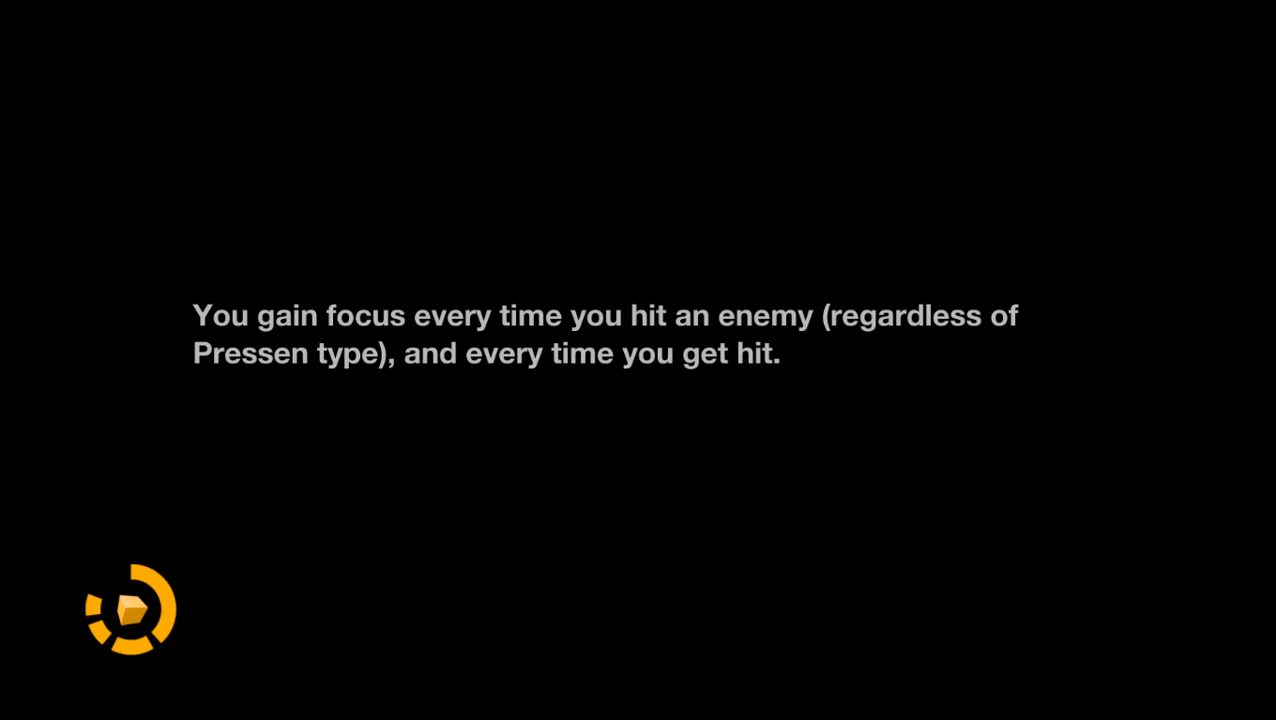 You gain focus every time you hit an enemy (regardless of
Pressen type), and every time you get hit.